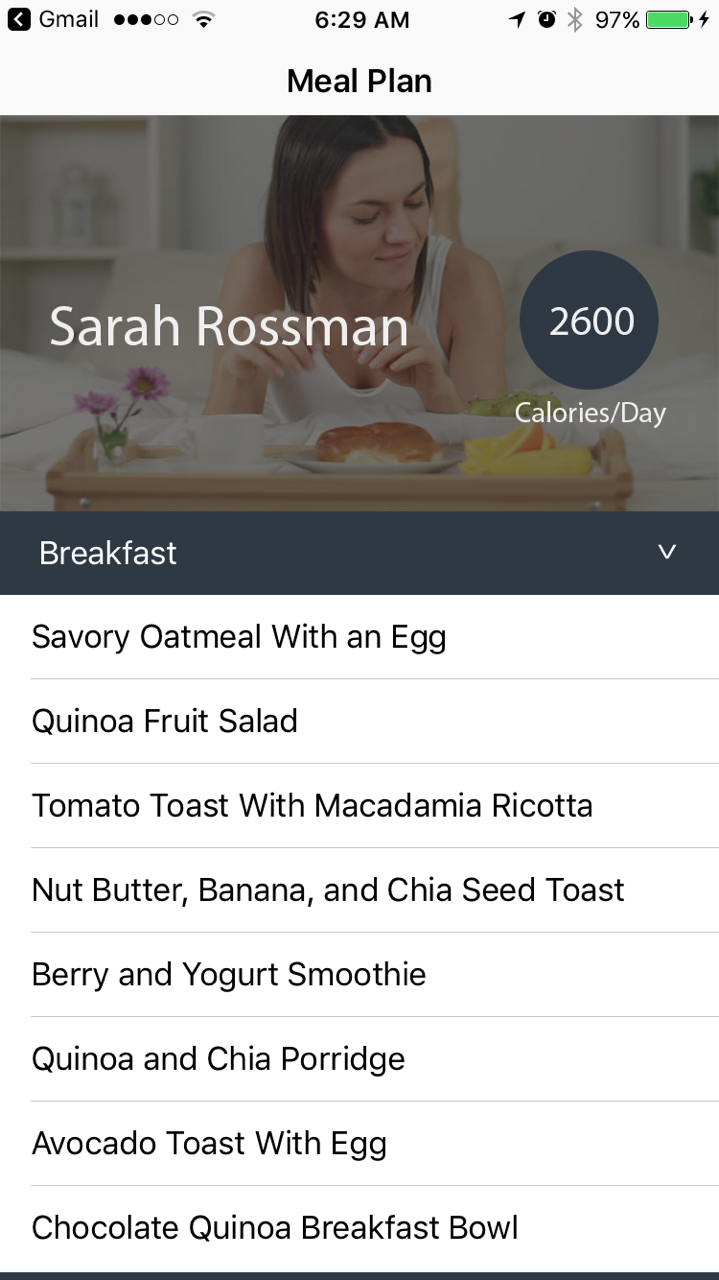 Gmail 6:29 AM 97%
Meal Plan
Sarah Rossman
2600
Calories/Day
Breakfast
Savory Oatmeal With an Egg
Quinoa Fruit Salad
Tomato Toast With Macadamia Ricotta
Nut Butter, Banana, and Chia Seed Toast
Berry and Yogurt Smoothie
Quinoa and Chia Porridge
Avocado Toast With Egg
Chocolate Quinoa Breakfast Bowl